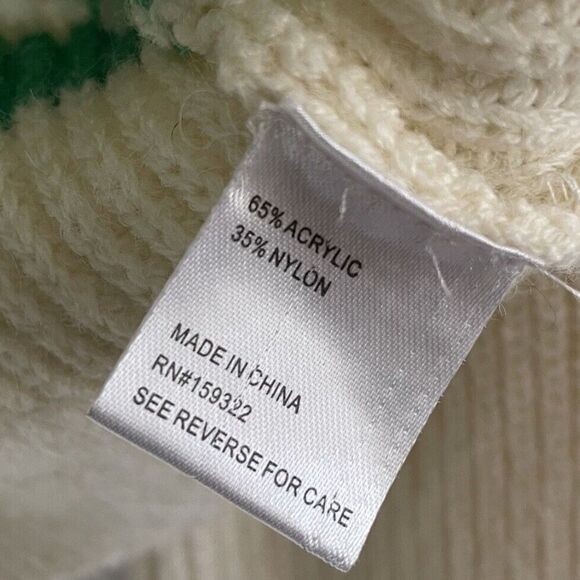 65% ACRYLIC
35% NYLON
MADE IN CHINA
RN#159322
SEE REVERSE FOR CARE